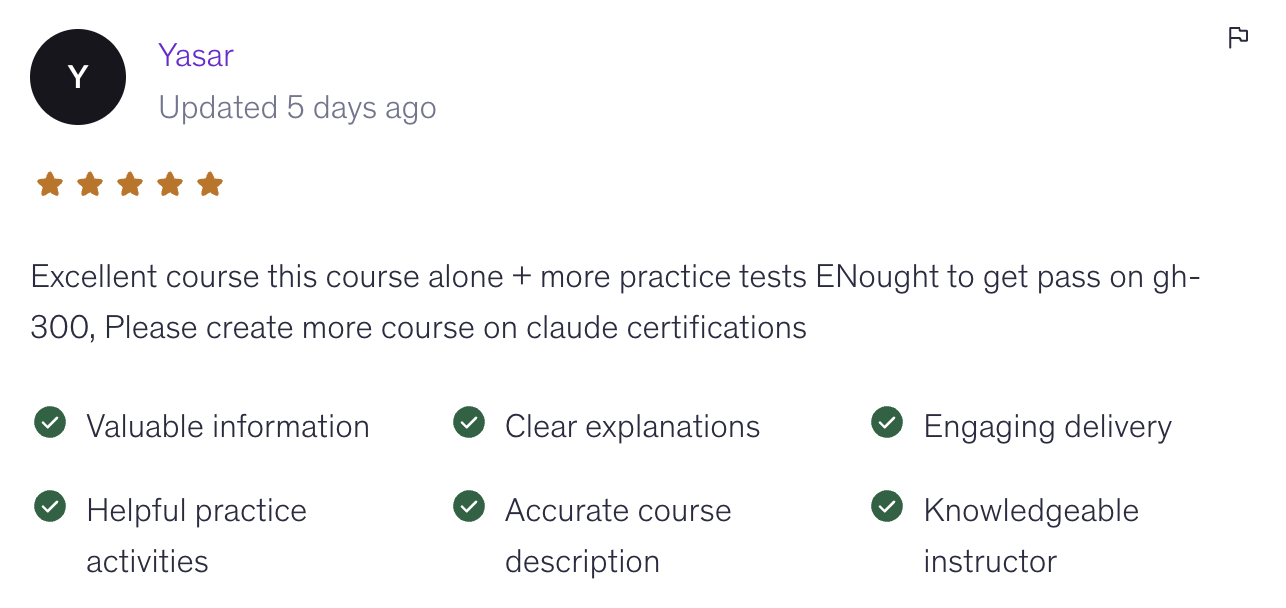 Y
Yasar
Updated 5 days ago
Excellent course this course alone + more practice tests ENought to get pass on gh-
300, Please create more course on claude certifications
Valuable information
Clear explanations
Engaging delivery
Helpful practice
activities
Accurate course
description
Knowledgeable
instructor